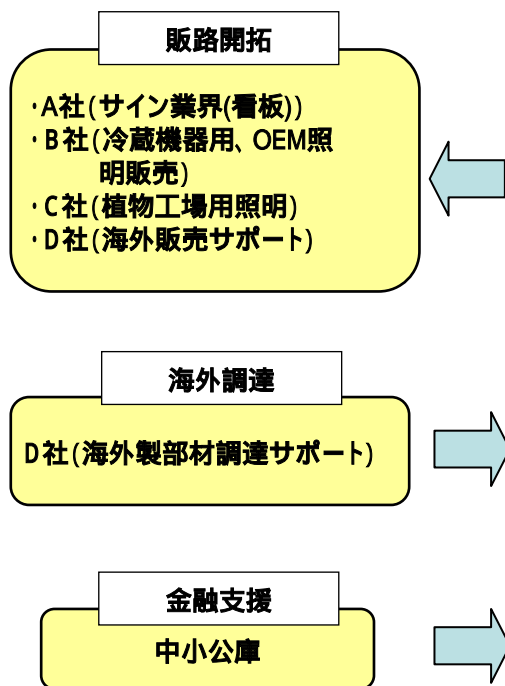 販路開拓
・A社(サイン業界(看板))
・B社(冷蔵機器用、OEM照
明販売)
・C社(植物工場用照明)
・D社(海外販売サポート)
海外調達
D社(海外製部材調達サポート)
金融支援
中小公庫